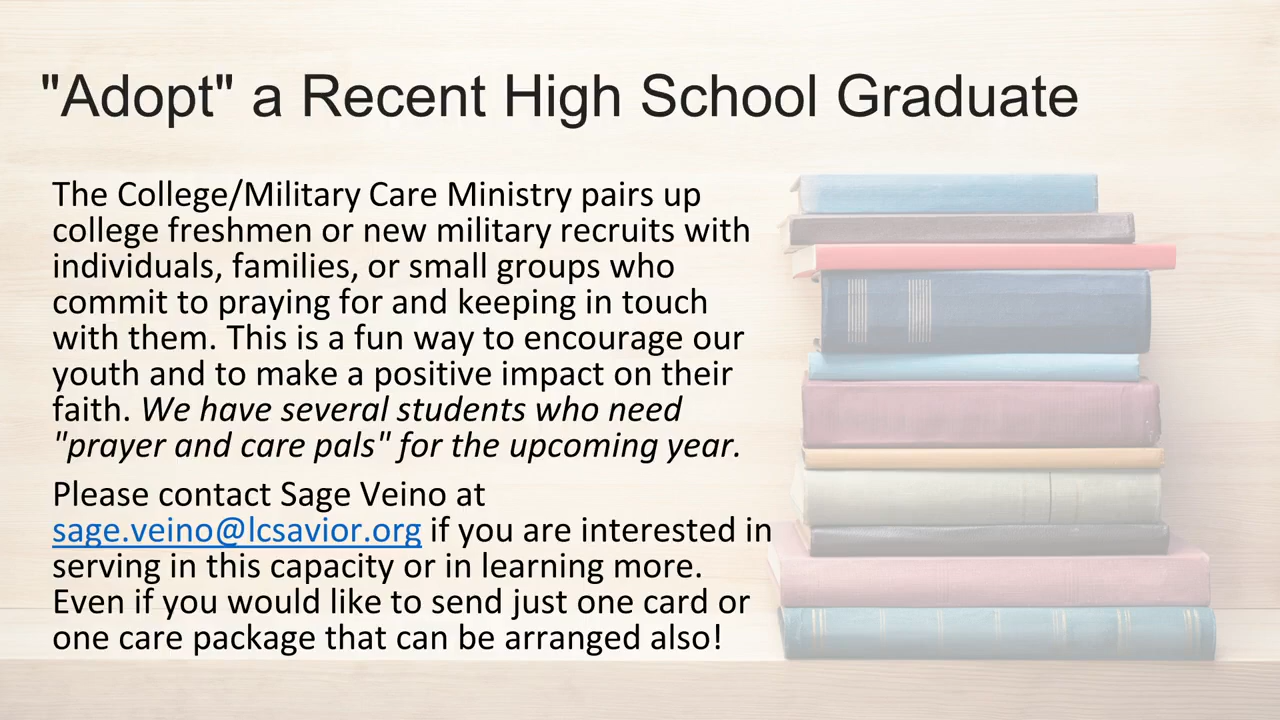 "Adopt" a Recent High School Graduate
The College/Military Care Ministry pairs up
college freshmen or new military recruits with
individuals, families, or small groups who
commit to praying for and keeping in touch
with them. This is a fun way to encourage our
youth and to make a positive impact on their
faith. We have several students who need
"prayer and care pals" for the upcoming year.
Please contact Sage Veino at
sage.veino@lcsavior.org if you are interested in
serving in this capacity or in learning more.
Even if you would like to send just one card or
one care package that can be arranged also!